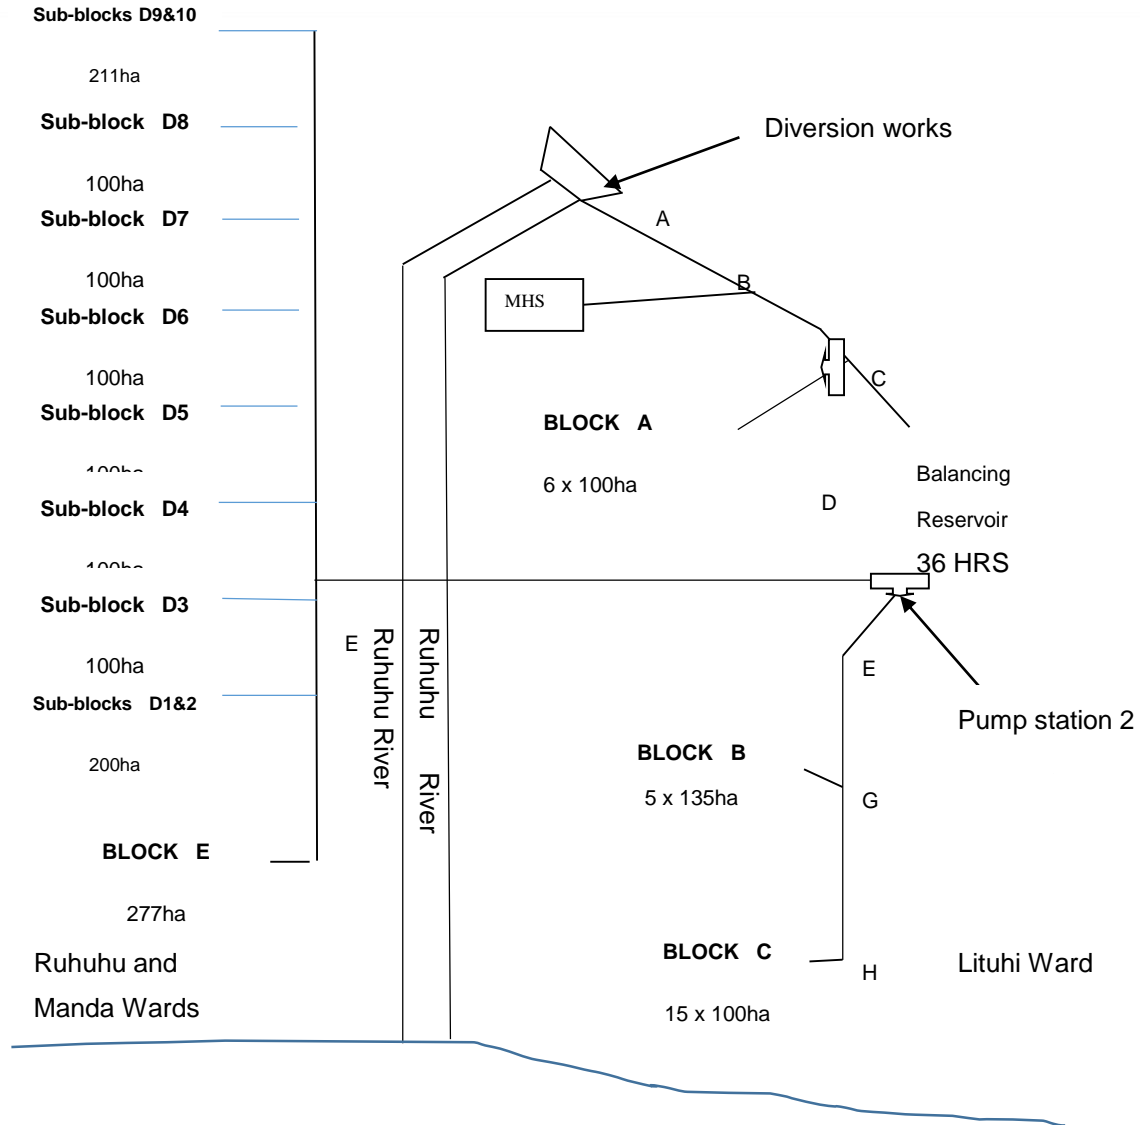 Sub-blocks D9&10
211ha
Sub-block D8
100ha
Sub-block D7
100ha
Sub-block D6
100ha
Sub-block D5
Sub-block D4
Sub-block D3
100ha
Sub-blocks D1&2
200ha
BLOCK E
277ha
Ruhuhu and
Manda Wards
E
Ruhuhu River
Ruhuhu River
Diversion works
A
B
MHS
C
BLOCK A
6 x 100ha
D
Balancing
Reservoir
36 HRS
E
Pump station 2
BLOCK B
5 x 135ha
G
BLOCK C
15 x 100ha
H
Lituhi Ward